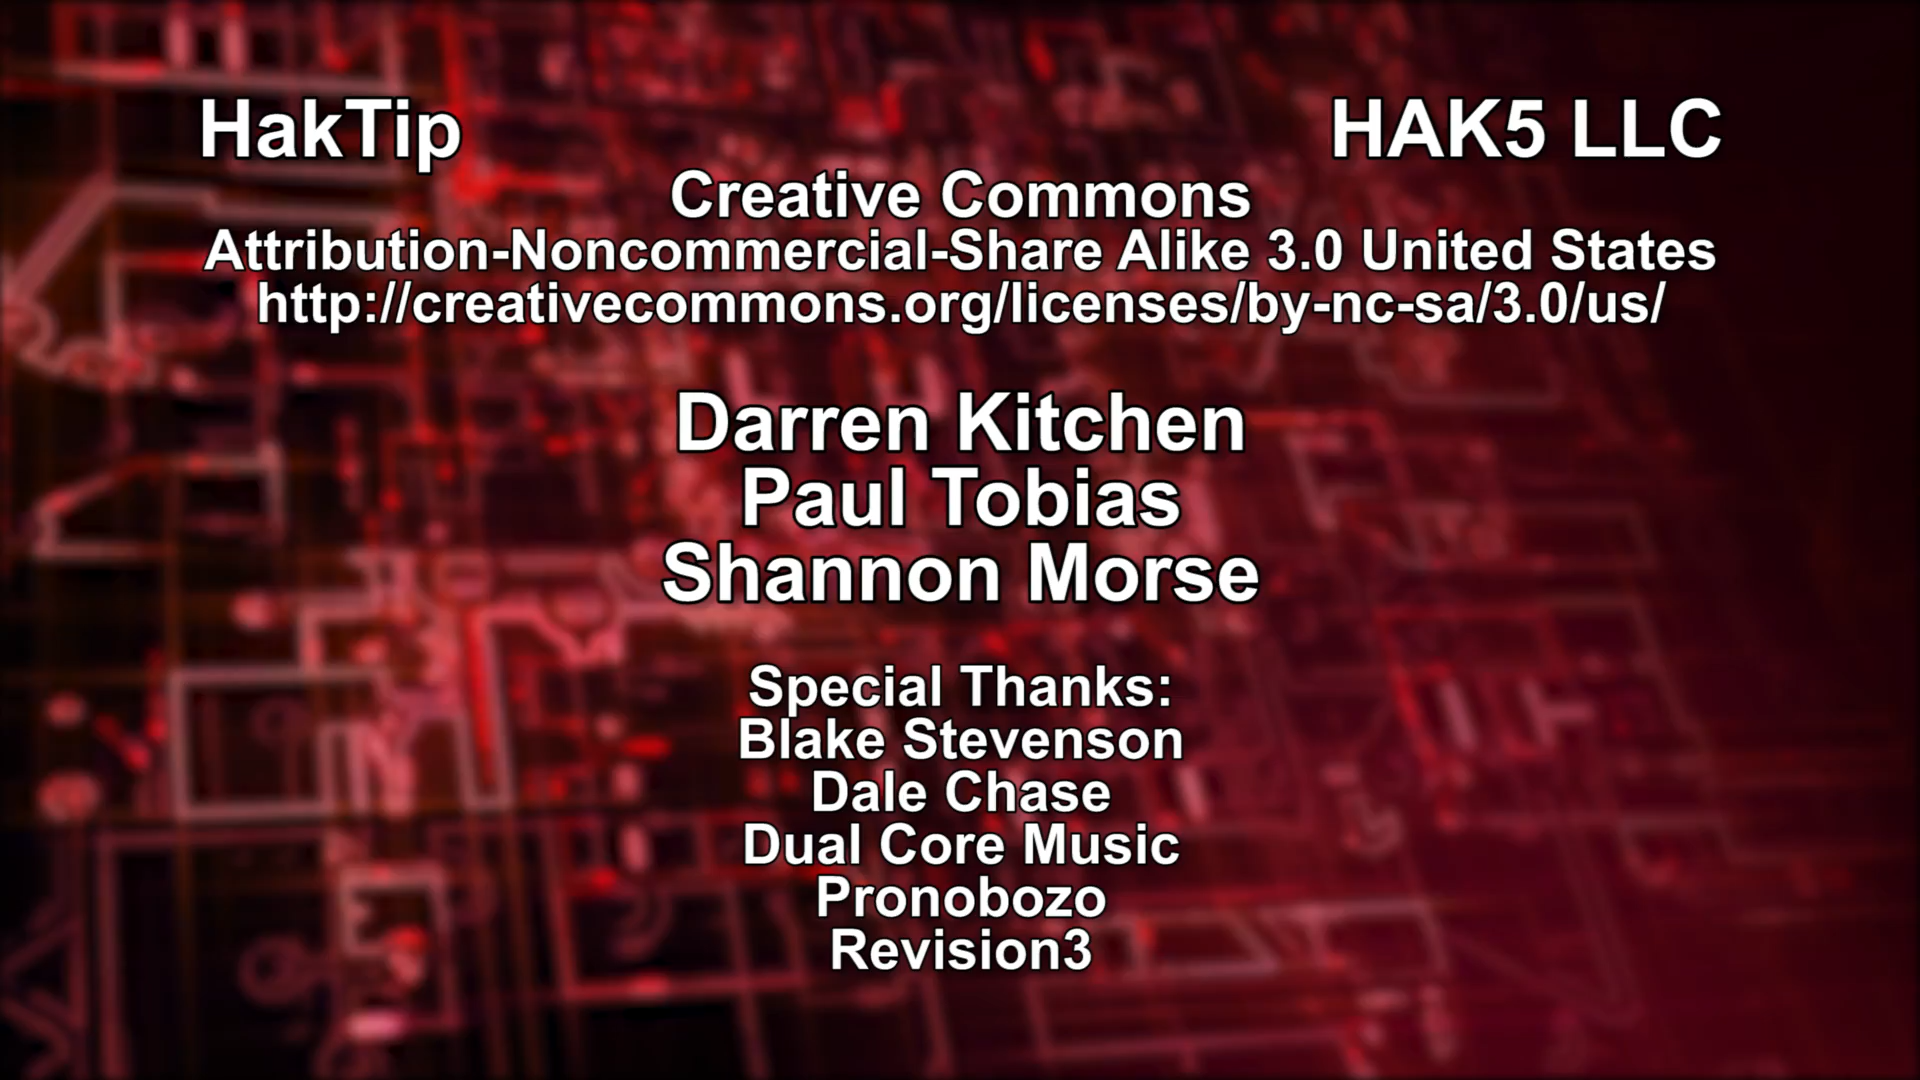 HakTip HAK5 LLC
Creative Commons
Attribution-Noncommercial-Share Alike 3.0 United States
http://creativecommons.org/licenses/by-nc-sa/3.0/us/
Darren Kitchen
Paul Tobias
Shannon Morse
Special Thanks:
Blake Stevenson
Dale Chase
Dual Core Music
Pronobozo
Revision3